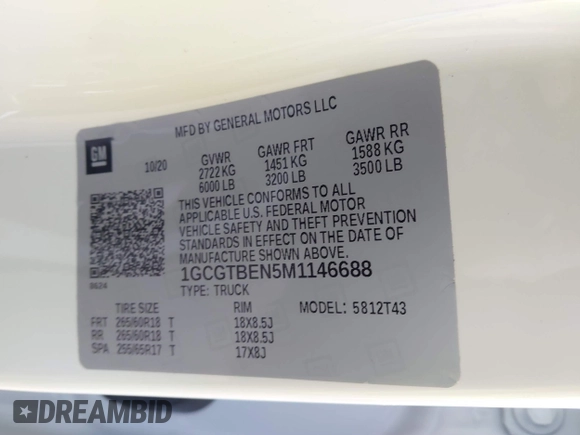 MFD BY GENERAL MOTORS LLC
GM
10/20
GVWR GAWR FRT GAWR RR
2722 KG 1451 KG 1588 KG
6000 LB 3200 LB 3500 LB
THIS VEHICLE CONFORMS TO ALL
APPLICABLE U.S. FEDERAL MOTOR
VEHICLE SAFETY AND THEFT PREVENTION
STANDARDS IN EFFECT ON THE DATE OF
MANUFACTURE SHOWN ABOVE.
1GCGTBEN5M1146688
TYPE: TRUCK
MODEL: 5812T43
TIRE SIZE RIM
FRT 265/60R18 T 18X8.5J
RR 265/60R18 T 18X8.5J
SPA 255/65R17 T 17X8J
DREAMBID